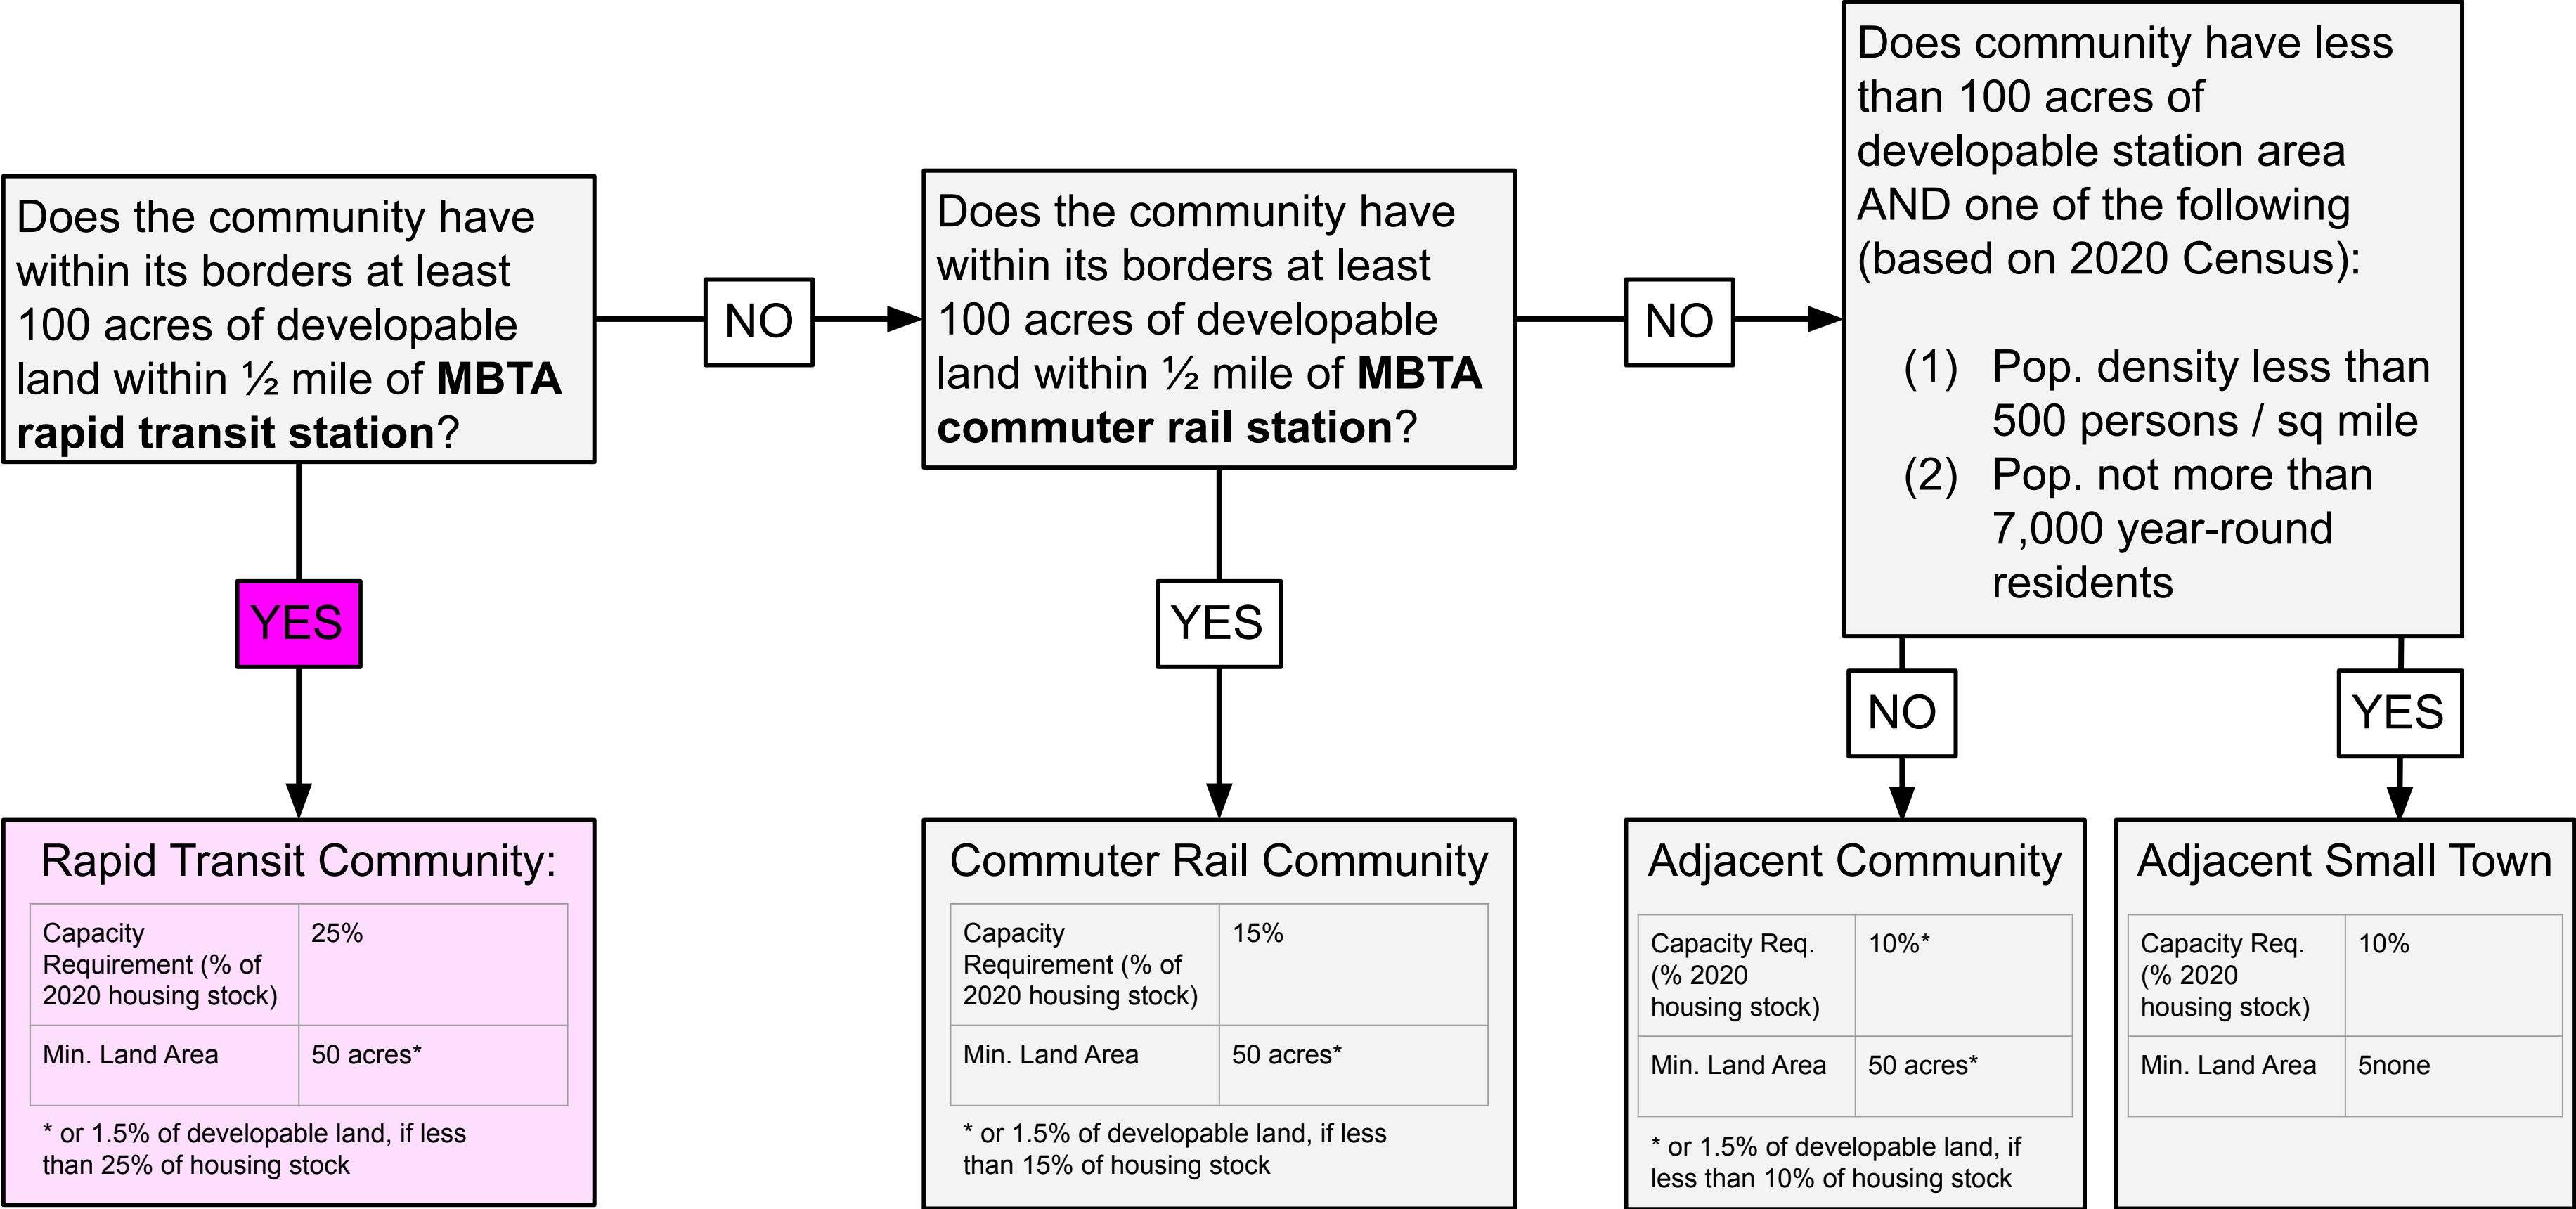 Does the community have
within its borders at least
100 acres of developable
land within ½ mile of MBTA
rapid transit station?
NO
Does the community have
within its borders at least
100 acres of developable
land within ½ mile of MBTA
commuter rail station?
NO
Does community have less
than 100 acres of
developable station area
AND one of the following
(based on 2020 Census):
(1) Pop. density less than
500 persons / sq mile
(2) Pop. not more than
7,000 year-round
residents
YES
YES
NO
YES
Rapid Transit Community:
Capacity
Requirement (% of
2020 housing stock)
25%
Min. Land Area
50 acres*
* or 1.5% of developable land, if less
than 25% of housing stock
Commuter Rail Community
Capacity
Requirement (% of
2020 housing stock)
15%
Min. Land Area
50 acres*
* or 1.5% of developable land, if less
than 15% of housing stock
Adjacent Community
Capacity Req.
(% 2020
housing stock)
10%*
Min. Land Area
50 acres*
* or 1.5% of developable land, if
less than 10% of housing stock
Adjacent Small Town
Capacity Req.
(% 2020
housing stock)
10%
Min. Land Area
5none